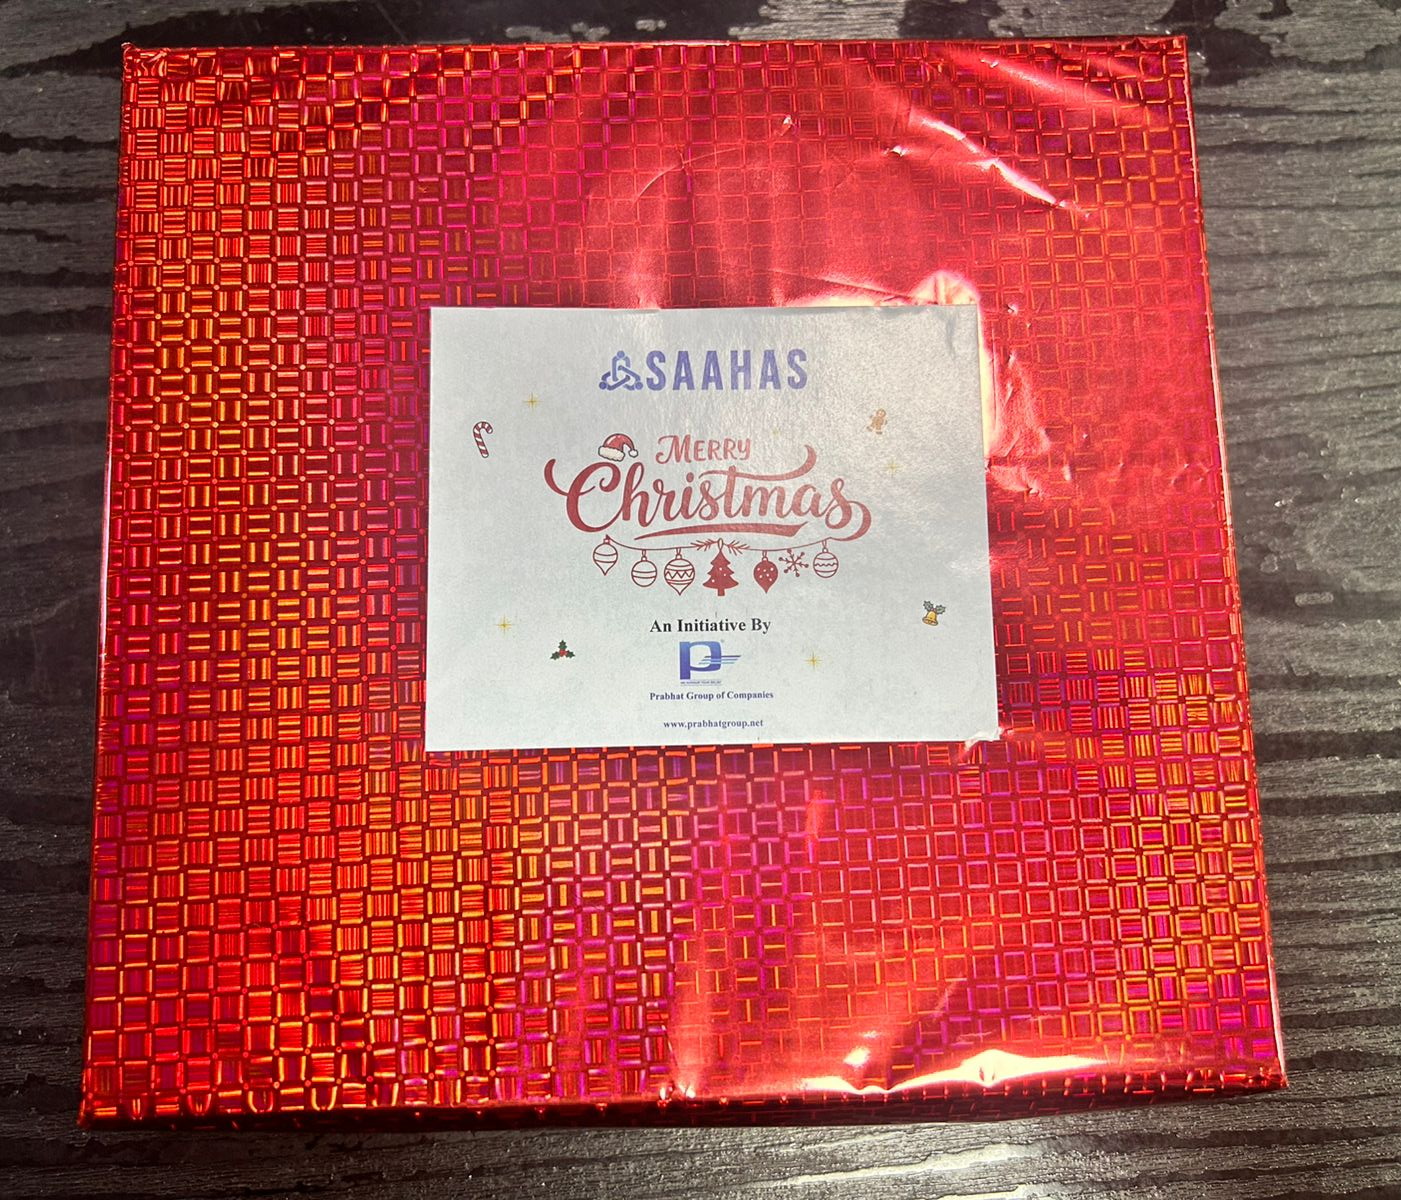 SAAHAS
MERRY
Christmas
An Initiative By
Prabhat Group of Companies
www.prabhatgroup.net